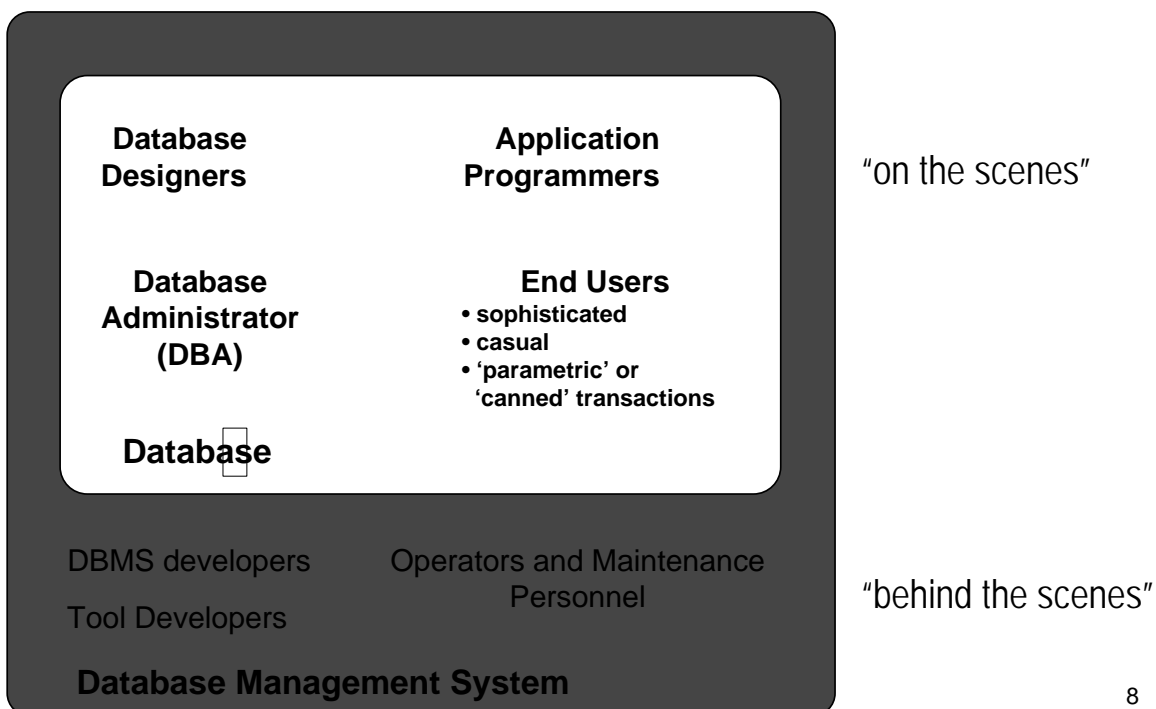 Database
Designers
Application
Programmers
“on the scenes”
Database
Administrator
(DBA)
End Users
• sophisticated
• casual
• ‘parametric’ or
‘canned’ transactions
Database
DBMS developers
Tool Developers
Operators and Maintenance
Personnel
“behind the scenes”
Database Management System
8